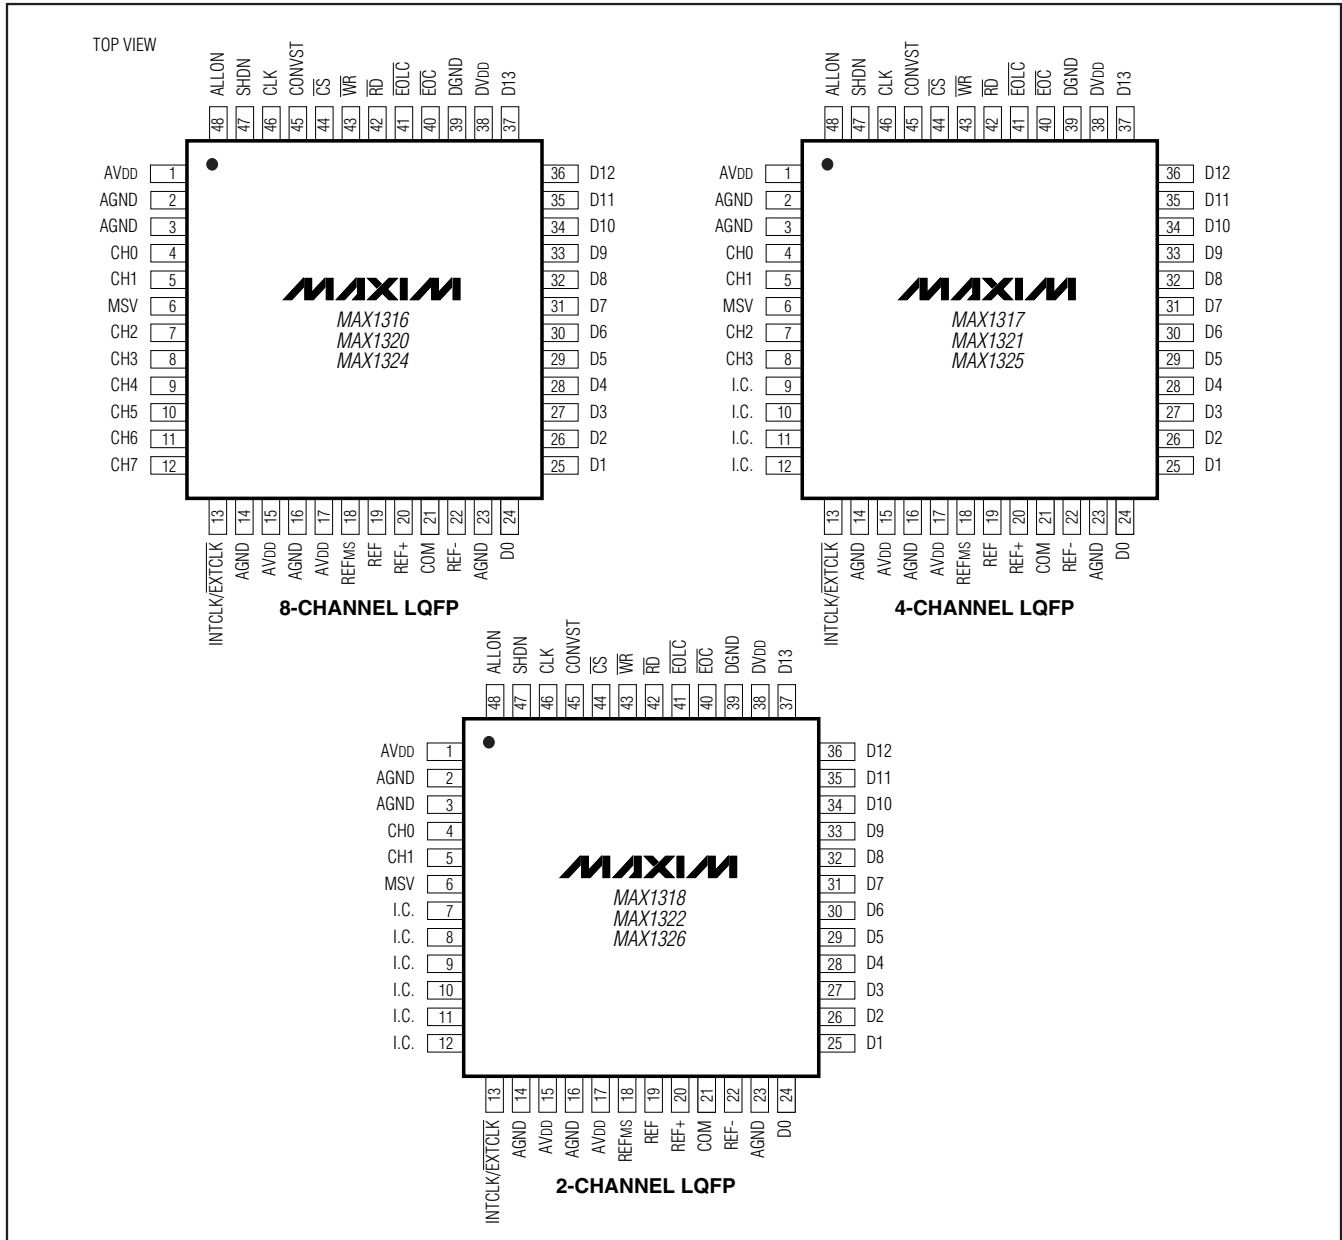 TOP VIEW
ALLON SHDN CLK CONVST CS WR RD EOLC EOC DGND DVDD D13
48 47 46 45 44 43 42 41 40 39 38 37
AVDD 1 36 D12
AGND 2 35 D11
AGND 3 34 D10
CH0 4 33 D9
CH1 5 32 D8
MSV 6 31 D7
CH2 7 30 D6
CH3 8 29 D5
CH4 9 28 D4
CH5 10 27 D3
CH6 11 26 D2
CH7 12 25 D1
MAXIM
MAX1316
MAX1320
MAX1324
13 14 15 16 17 18 19 20 21 22 23 24
INTCLK/EXTCLK AGND AVDD AGND AVDD REFMS REF REF+ COM REF- AGND D0
8-CHANNEL LQFP
ALLON SHDN CLK CONVST CS WR RD EOLC EOC DGND DVDD D13
48 47 46 45 44 43 42 41 40 39 38 37
AVDD 1 36 D12
AGND 2 35 D11
AGND 3 34 D10
CH0 4 33 D9
CH1 5 32 D8
MSV 6 31 D7
CH2 7 30 D6
CH3 8 29 D5
I.C. 9 28 D4
I.C. 10 27 D3
I.C. 11 26 D2
I.C. 12 25 D1
MAXIM
MAX1317
MAX1321
MAX1325
13 14 15 16 17 18 19 20 21 22 23 24
INTCLK/EXTCLK AGND AVDD AGND AVDD REFMS REF REF+ COM REF- AGND D0
4-CHANNEL LQFP
ALLON SHDN CLK CONVST CS WR RD EOLC EOC DGND DVDD D13
48 47 46 45 44 43 42 41 40 39 38 37
AVDD 1 36 D12
AGND 2 35 D11
AGND 3 34 D10
CH0 4 33 D9
CH1 5 32 D8
MSV 6 31 D7
I.C. 7 30 D6
I.C. 8 29 D5
I.C. 9 28 D4
I.C. 10 27 D3
I.C. 11 26 D2
I.C. 12 25 D1
MAXIM
MAX1318
MAX1322
MAX1326
13 14 15 16 17 18 19 20 21 22 23 24
INTCLK/EXTCLK AGND AVDD AGND AVDD REFMS REF REF+ COM REF- AGND D0
2-CHANNEL LQFP